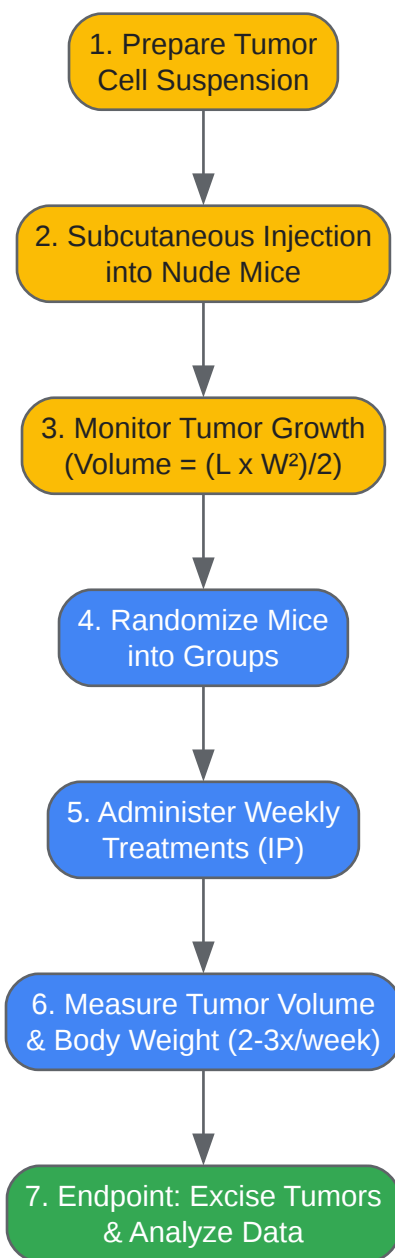 1. Prepare Tumor
Cell Suspension
2. Subcutaneous Injection
into Nude Mice
3. Monitor Tumor Growth
(Volume = (L x W²)/2)
4. Randomize Mice
into Groups
5. Administer Weekly
Treatments (IP)
6. Measure Tumor Volume
& Body Weight (2-3x/week)
7. Endpoint: Excise Tumors
& Analyze Data